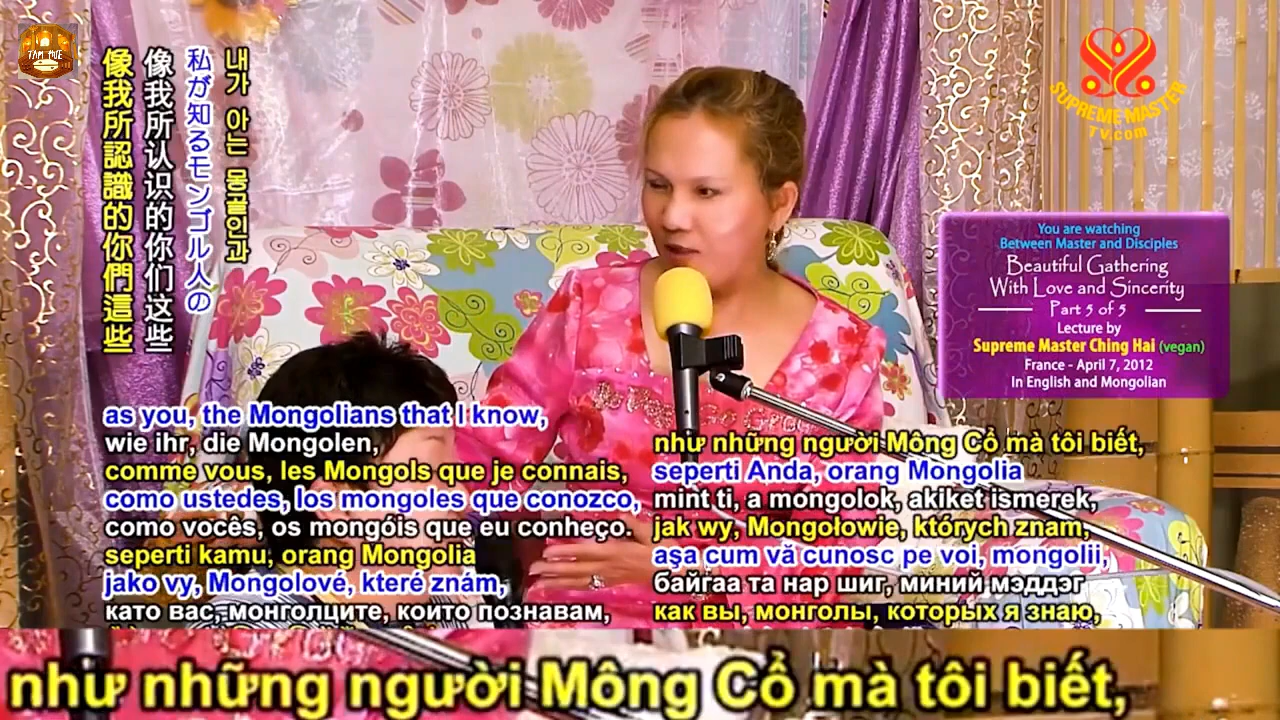 TAM TUE
내가 아는 몽골인과
私が知るモンゴル人の
像我所认识的你们这些
像我所認識的你們這些
SUPREME MASTER
TV.com
You are watching
Between Master and Disciples
Beautiful Gathering
With Love and Sincerity
Part 5 of 5
Lecture by
Supreme Master Ching Hai (vegan)
France - April 7, 2012
In English and Mongolian
as you, the Mongolians that I know,
wie ihr, die Mongolen,
comme vous, les Mongols que je connais,
como ustedes, los mongoles que conozco,
como vocês, os mongóis que eu conheço.
seperti kamu, orang Mongolia
jako vy, Mongolové, které znám,
като вас, монголците, които познавам,
như những người Mông Cổ mà tôi biết,
seperti Anda, orang Mongolia
mint ti, a mongolok, akiket ismerek,
jak wy, Mongołowie, których znam,
aşa cum vă cunosc pe voi, mongolii,
байгаа та нар шиг, миний мэддэг
как вы, монголы, которых я знаю,
như những người Mông Cổ mà tôi biết,